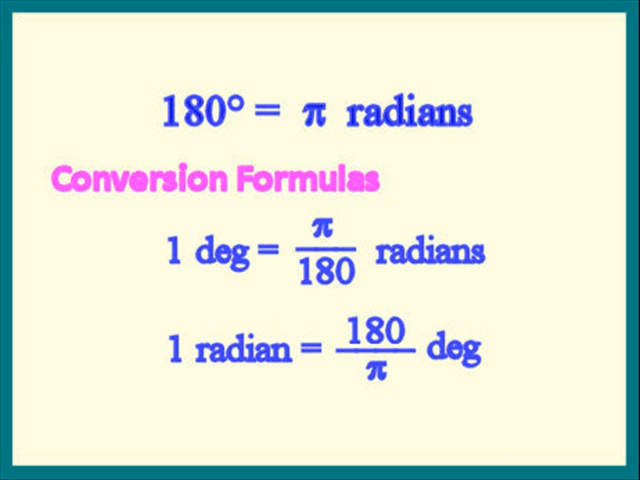 180° = π radians
Conversion Formulas
1 deg = π/180 radians
1 radian = 180/π deg